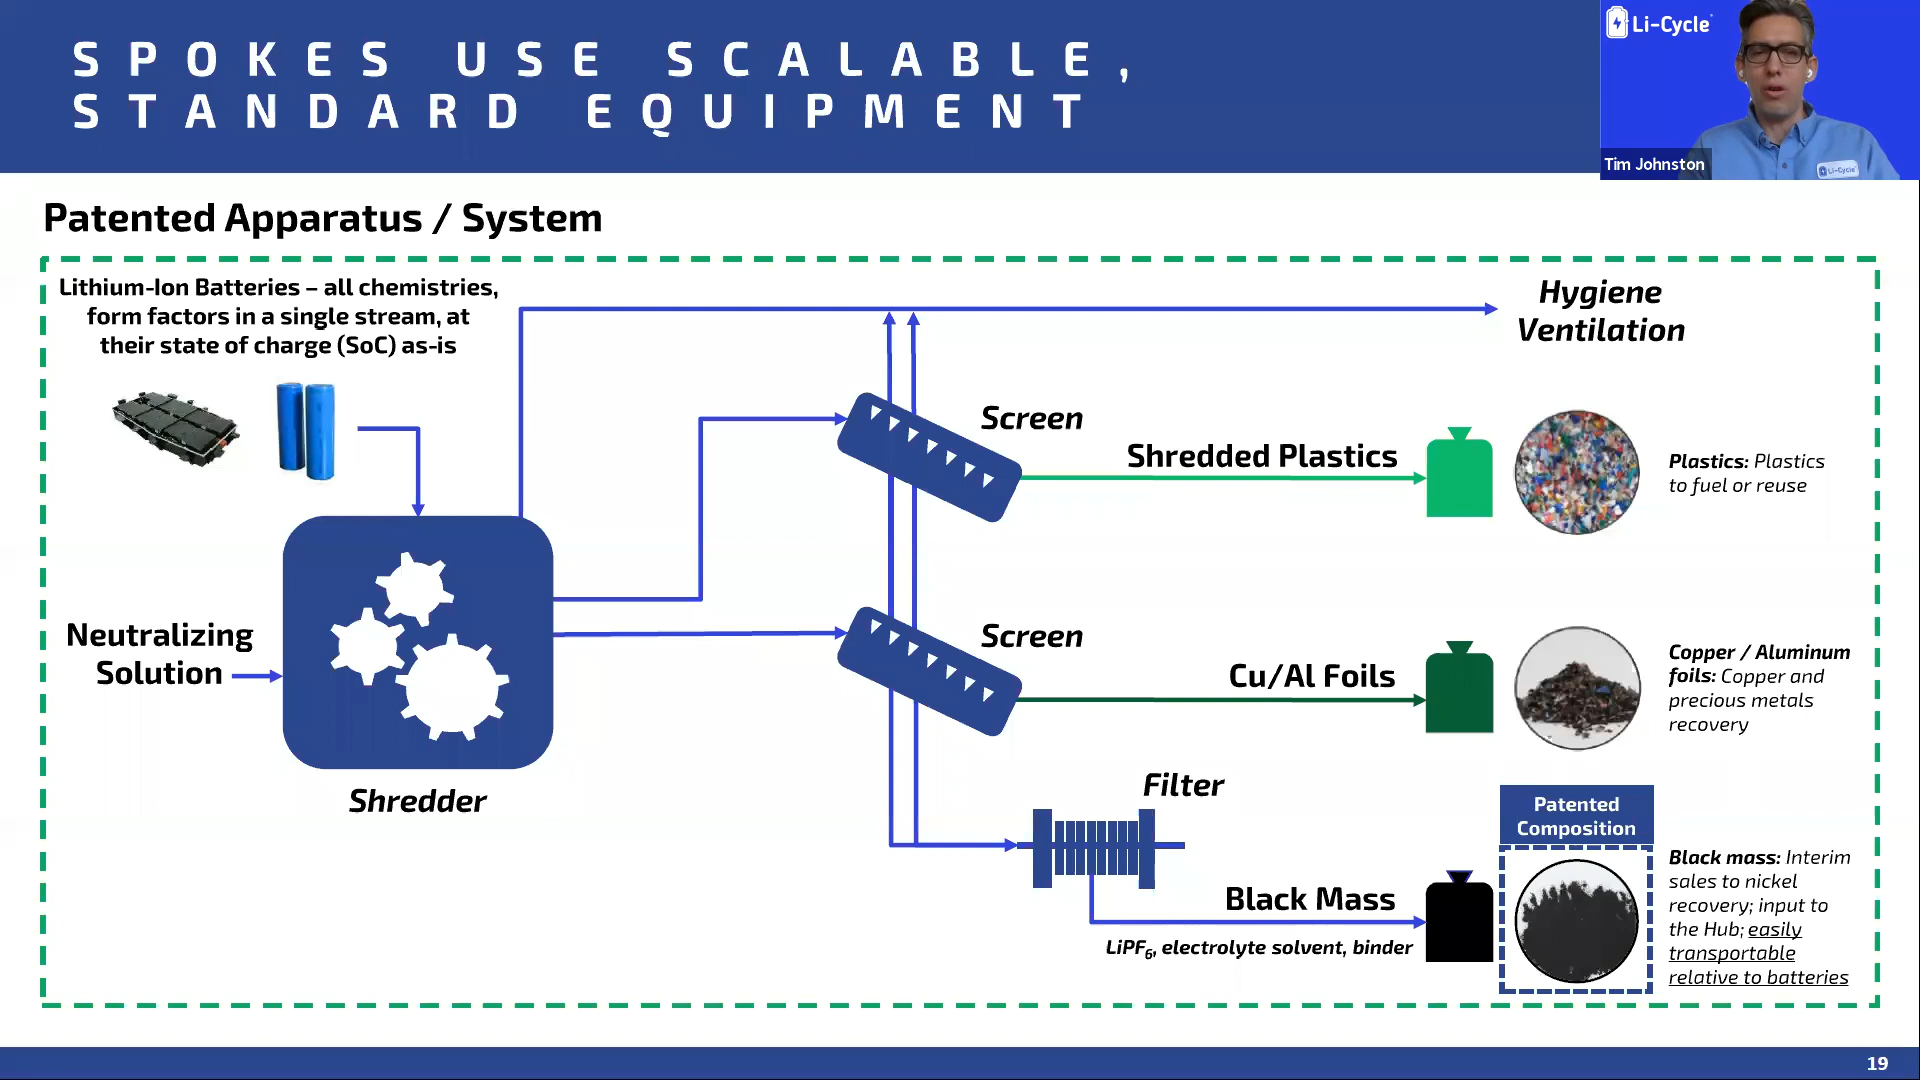 SPOKES USE SCALABLE,
STANDARD EQUIPMENT
Li-Cycle
Tim Johnston
Li-Cycle
Patented Apparatus / System
Lithium-Ion Batteries – all chemistries,
form factors in a single stream, at
their state of charge (SoC) as-is
Hygiene
Ventilation
Screen
Shredded Plastics
Plastics: Plastics
to fuel or reuse
Neutralizing
Solution
Shredder
Screen
Cu/Al Foils
Copper / Aluminum
foils: Copper and
precious metals
recovery
Filter
Black Mass
LiPF6, electrolyte solvent, binder
Patented
Composition
Black mass: Interim
sales to nickel
recovery; input to
the Hub; easily
transportable
relative to batteries
19